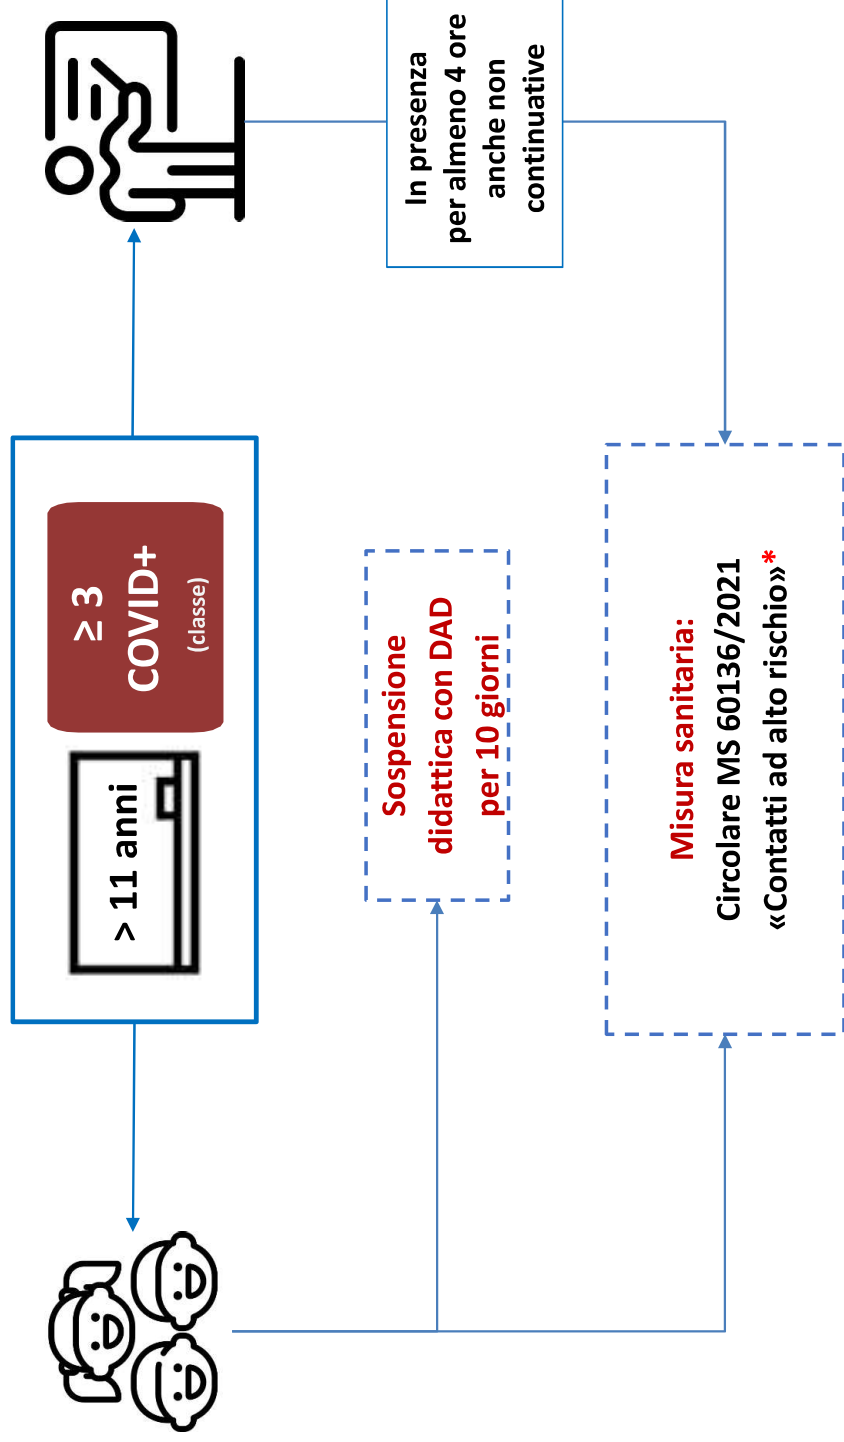 > 11 anni
≥ 3
COVID+
(classe)
In presenza
per almeno 4 ore
anche non
continuative
Sospensione
didattica con DAD
per 10 giorni
Misura sanitaria:
Circolare MS 60136/2021
«Contatti ad alto rischio»*